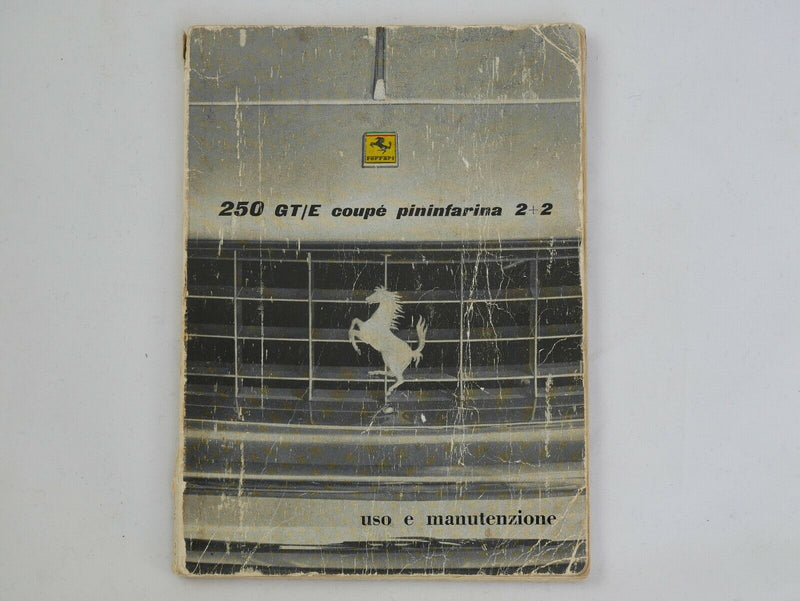 Ferrari
250 GT/E coupé pininfarina 2+2
uso e manutenzione